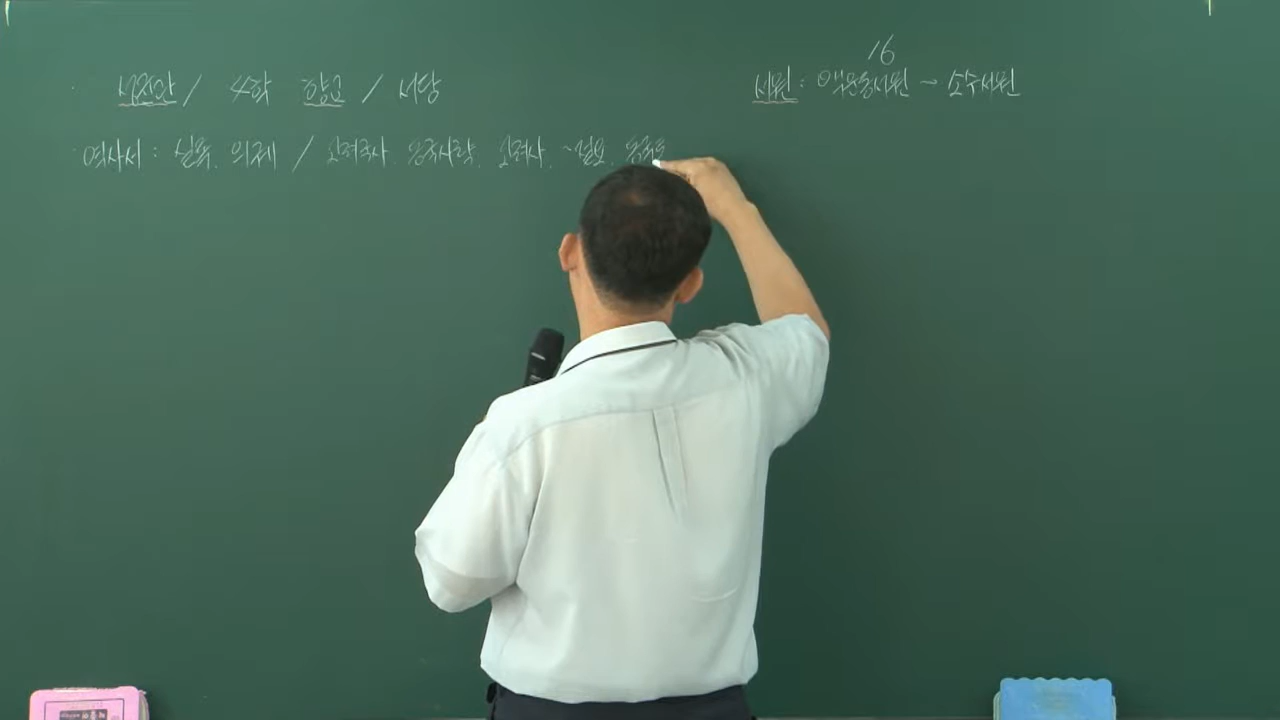 성균관 / 4학 향교 / 서당
16
서원 : 백운동서원 → 소수서원
역사서 : 실록. 의제 / 고려국사. 동국사략. 고려사. ~절요.